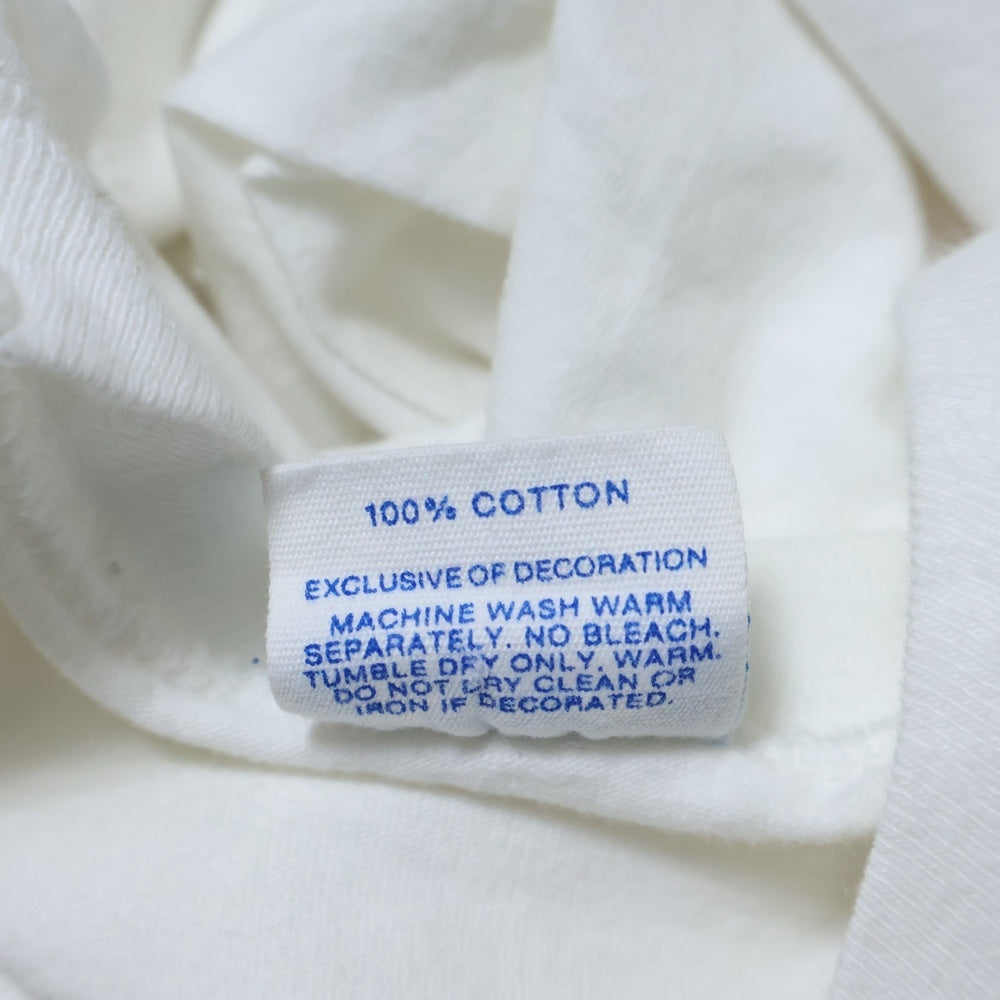 100% COTTON
EXCLUSIVE OF DECORATION
MACHINE WASH WARM
SEPARATELY. NO BLEACH.
TUMBLE DRY ONLY, WARM.
DO NOT DRY CLEAN OR
IRON IF DECORATED.